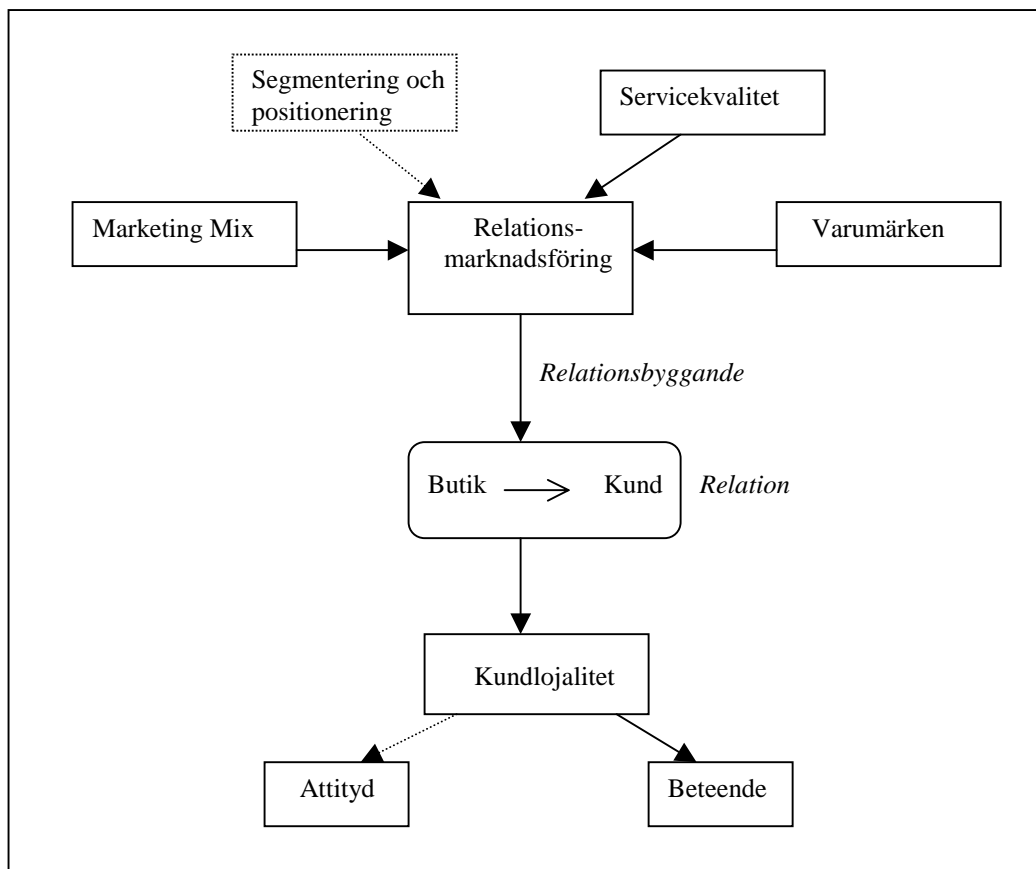 Segmentering och
positionering
Servicekvalitet
Marketing Mix
Relations-
marknadsföring
Varumärken
Relationsbyggande
Butik
Kund
Relation
Kundlojalitet
Attityd
Beteende